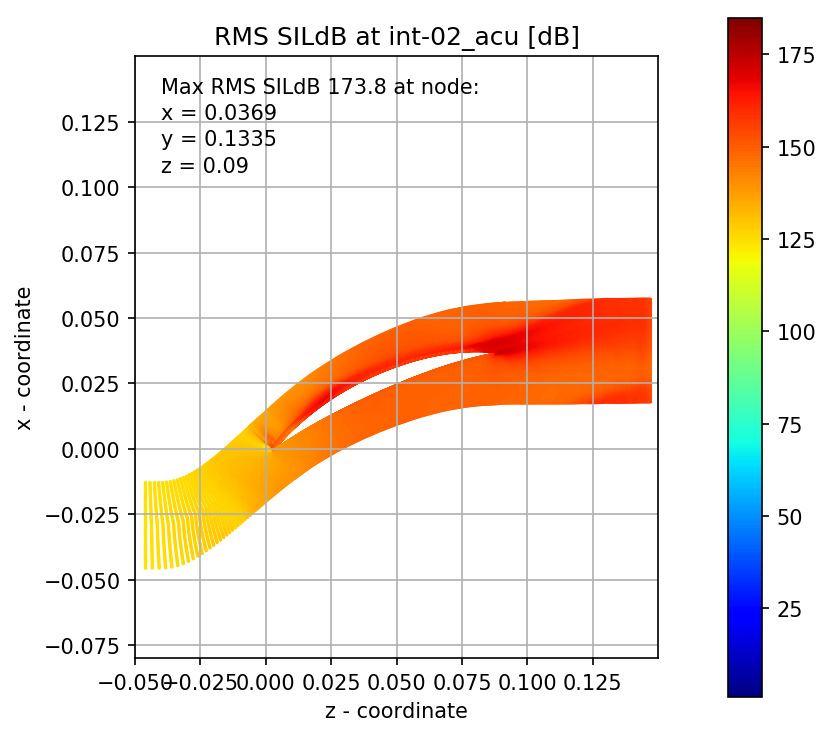 RMS SILdB at int-02_acu [dB]
Max RMS SILdB 173.8 at node:
x = 0.0369
y = 0.1335
z = 0.09
0.125
0.100
0.075
0.050
0.025
0.000
−0.025
−0.050
−0.075
x - coordinate
−0.050 −0.025 0.000 0.025 0.050 0.075 0.100 0.125
z - coordinate
175
150
125
100
75
50
25